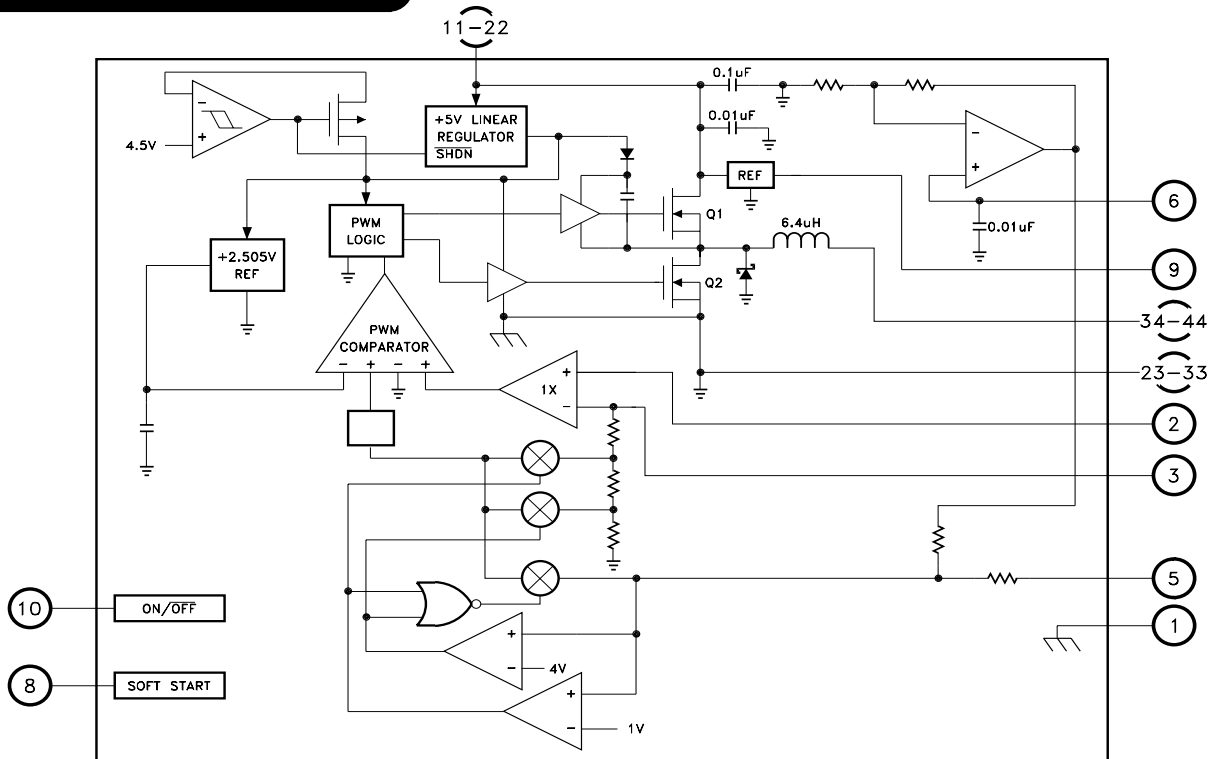 11-22
0.1uF
+5V LINEAR
REGULATOR
SHDN
4.5V
-
+
0.01uF
REF
-
+
6
0.01uF
PWM
LOGIC
Q1
6.4uH
+2.505V
REF
9
Q2
34-44
PWM
COMPARATOR
- + - +
23-33
1X
+
-
2
3
5
10
ON/OFF
1
+
-
4V
8
SOFT START
+
-
1V